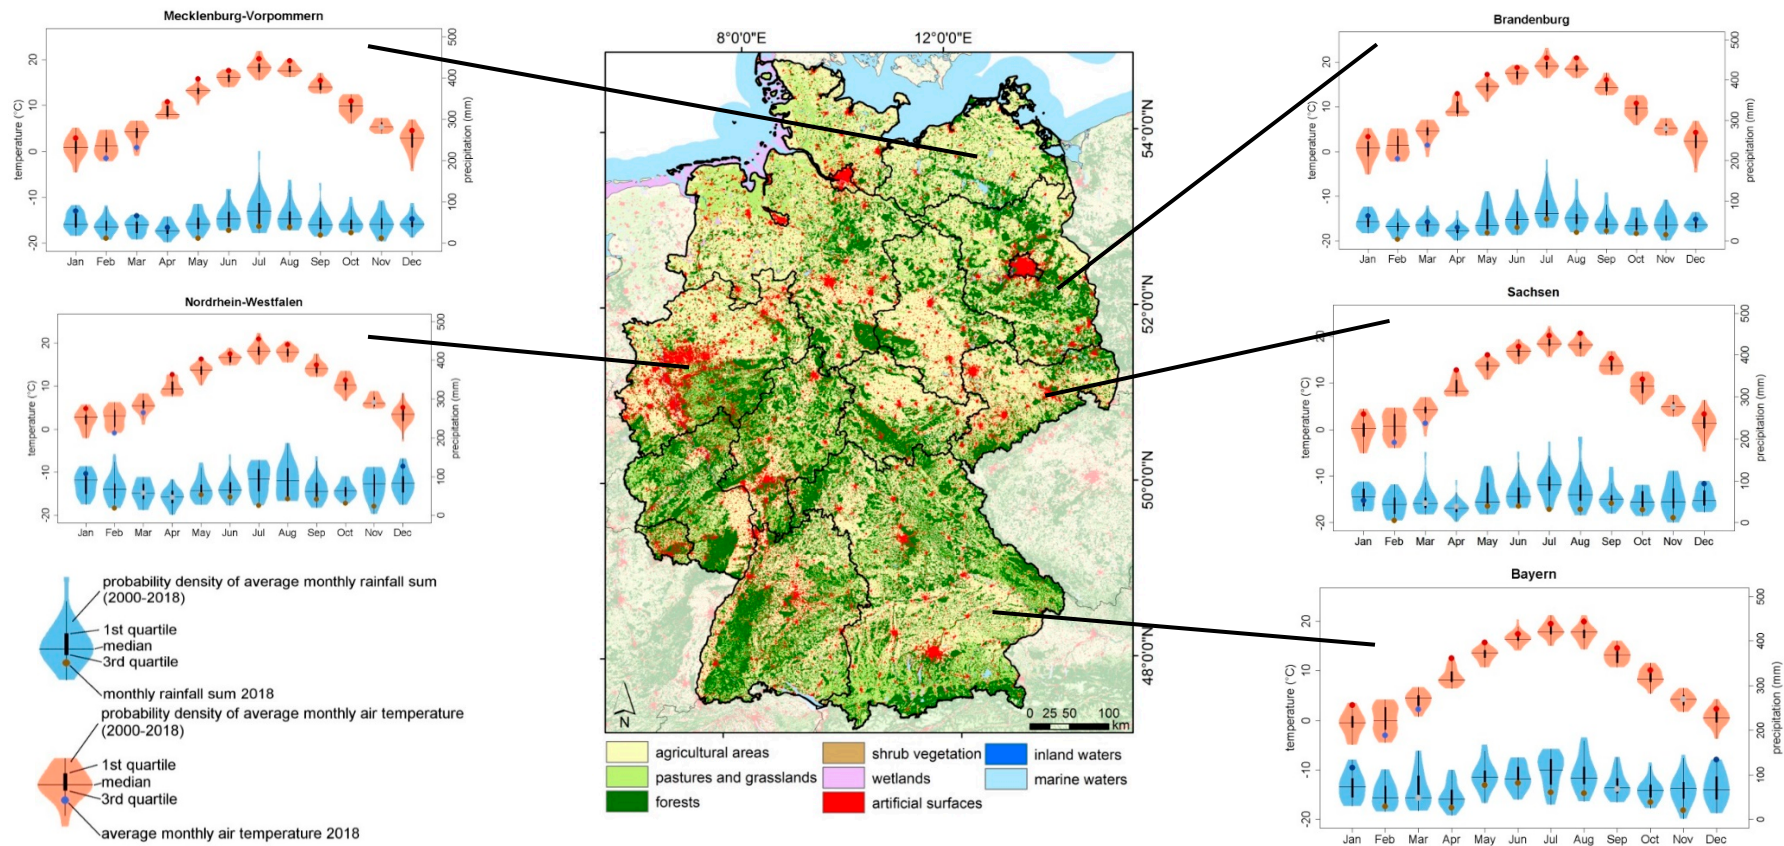 Mecklenburg-Vorpommern
temperature (°C)
20
10
0
-10
-20
500
400
300
200
100
0
precipitation (mm)
Jan Feb Mar Apr May Jun Jul Aug Sep Oct Nov Dec
Nordrhein-Westfalen
temperature (°C)
20
10
0
-10
-20
500
400
300
200
100
0
precipitation (mm)
Jan Feb Mar Apr May Jun Jul Aug Sep Oct Nov Dec
probability density of average monthly rainfall sum
(2000-2018)
1st quartile
median
3rd quartile
monthly rainfall sum 2018
probability density of average monthly air temperature
(2000-2018)
1st quartile
median
3rd quartile
average monthly air temperature 2018
8°0'0"E 12°0'0"E
54°0'0"N
52°0'0"N
50°0'0"N
48°0'0"N
N
0 25 50 100
km
agricultural areas shrub vegetation inland waters
pastures and grasslands wetlands marine waters
forests artificial surfaces
Brandenburg
temperature (°C)
20
10
0
-10
-20
500
400
300
200
100
0
precipitation (mm)
Jan Feb Mar Apr May Jun Jul Aug Sep Oct Nov Dec
Sachsen
temperature (°C)
20
10
0
-10
-20
500
400
300
200
100
0
precipitation (mm)
Jan Feb Mar Apr May Jun Jul Aug Sep Oct Nov Dec
Bayern
temperature (°C)
20
10
0
-10
-20
500
400
300
200
100
0
precipitation (mm)
Jan Feb Mar Apr May Jun Jul Aug Sep Oct Nov Dec